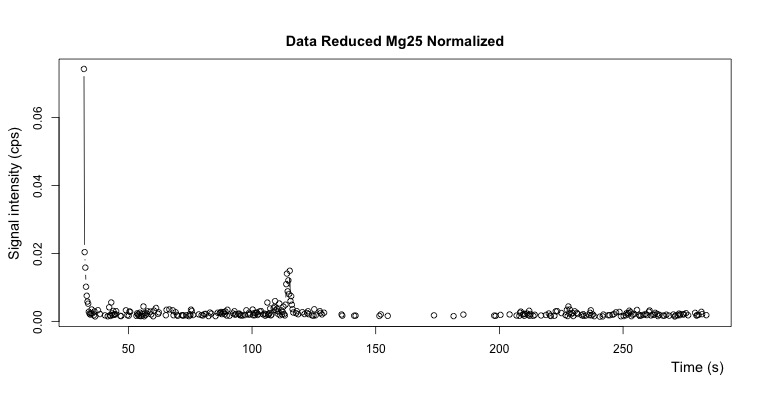 Data Reduced Mg25 Normalized
Signal intensity (cps)
0.06
0.04
0.02
0.00
50 100 150 200 250
Time (s)